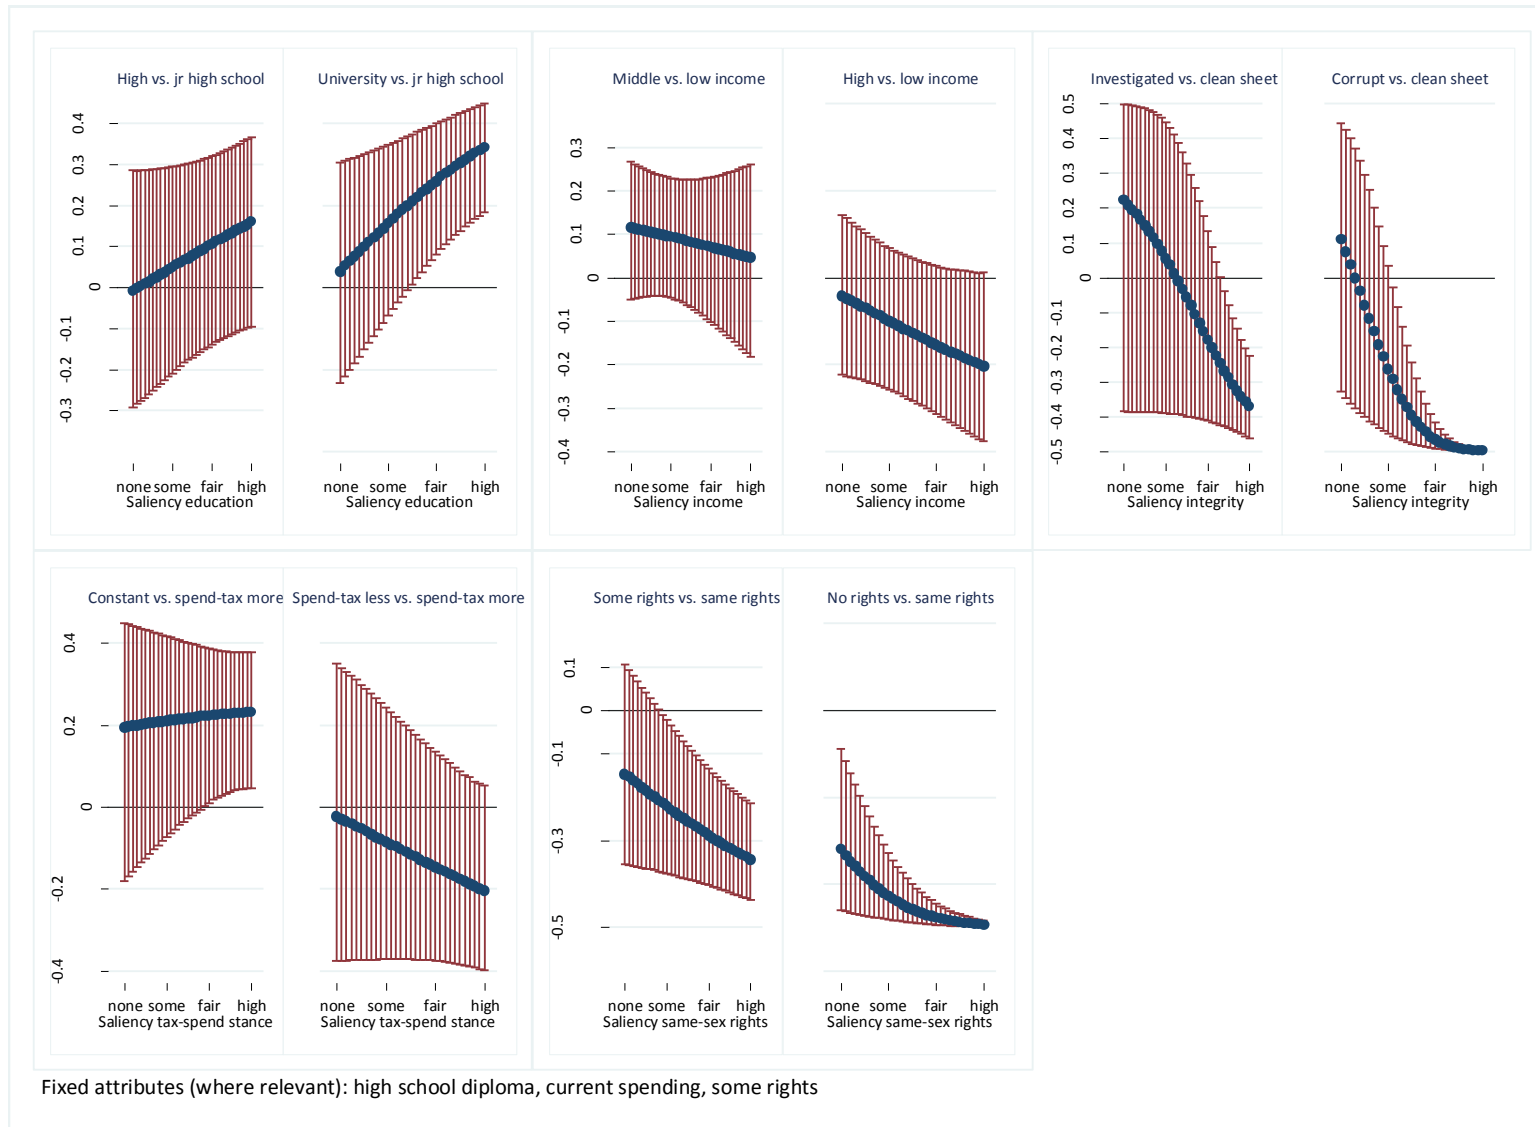 High vs. jr high school
University vs. jr high school
0.4
0.3
0.2
0.1
0
-0.1
-0.2
-0.3
none some fair high
Saliency education
none some fair high
Saliency education
Middle vs. low income
High vs. low income
0.3
0.2
0.1
0
-0.1
-0.2
-0.3
-0.4
none some fair high
Saliency income
none some fair high
Saliency income
Investigated vs. clean sheet
Corrupt vs. clean sheet
0.5
0.4
0.3
0.2
0.1
0
-0.1
-0.2
-0.3
-0.4
-0.5
none some fair high
Saliency integrity
none some fair high
Saliency integrity
Constant vs. spend-tax more
Spend-tax less vs. spend-tax more
0.4
0.2
0
-0.2
-0.4
none some fair high
Saliency tax-spend stance
none some fair high
Saliency tax-spend stance
Some rights vs. same rights
No rights vs. same rights
0.1
0
-0.1
-0.3
-0.5
none some fair high
Saliency same-sex rights
none some fair high
Saliency same-sex rights
Fixed attributes (where relevant): high school diploma, current spending, some rights